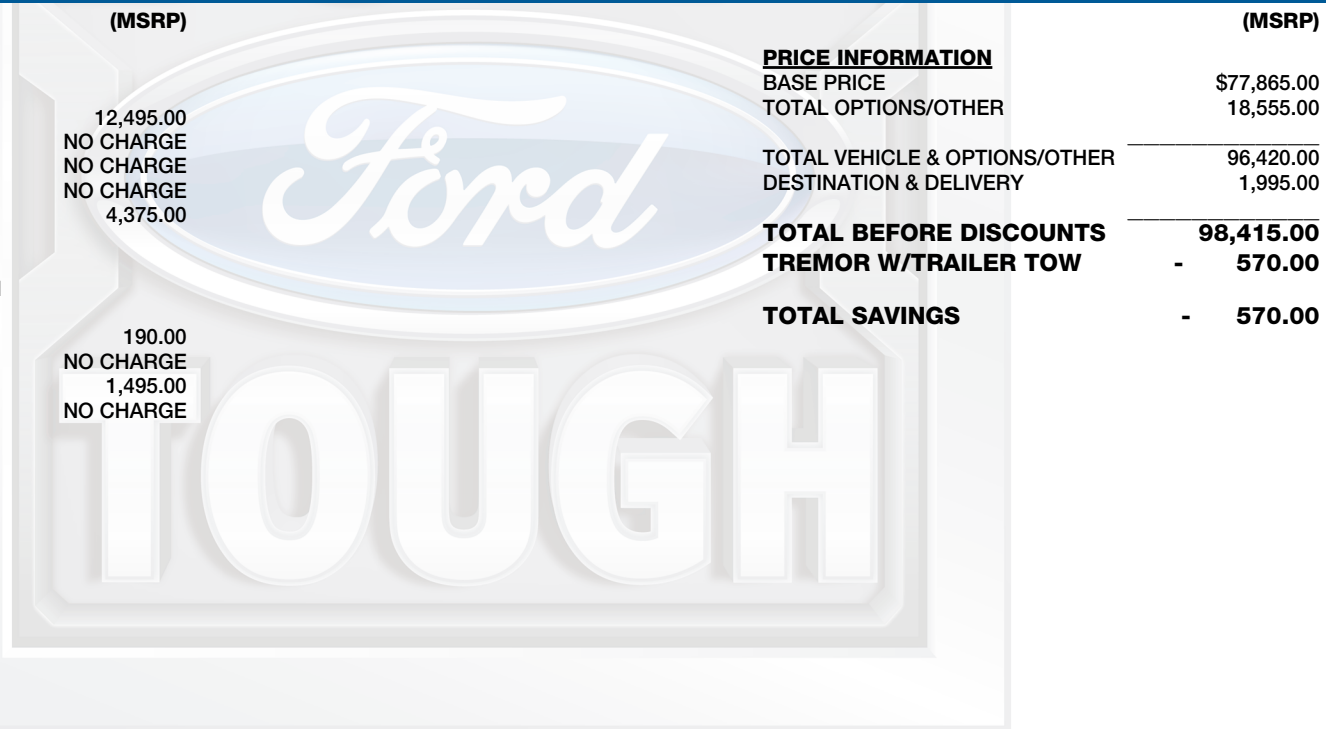 (MSRP)
12,495.00
NO CHARGE
NO CHARGE
NO CHARGE
4,375.00
190.00
NO CHARGE
1,495.00
NO CHARGE
Ford
TOUGH
(MSRP)
PRICE INFORMATION
BASE PRICE $77,865.00
TOTAL OPTIONS/OTHER 18,555.00
TOTAL VEHICLE & OPTIONS/OTHER 96,420.00
DESTINATION & DELIVERY 1,995.00
TOTAL BEFORE DISCOUNTS 98,415.00
TREMOR W/TRAILER TOW - 570.00
TOTAL SAVINGS - 570.00